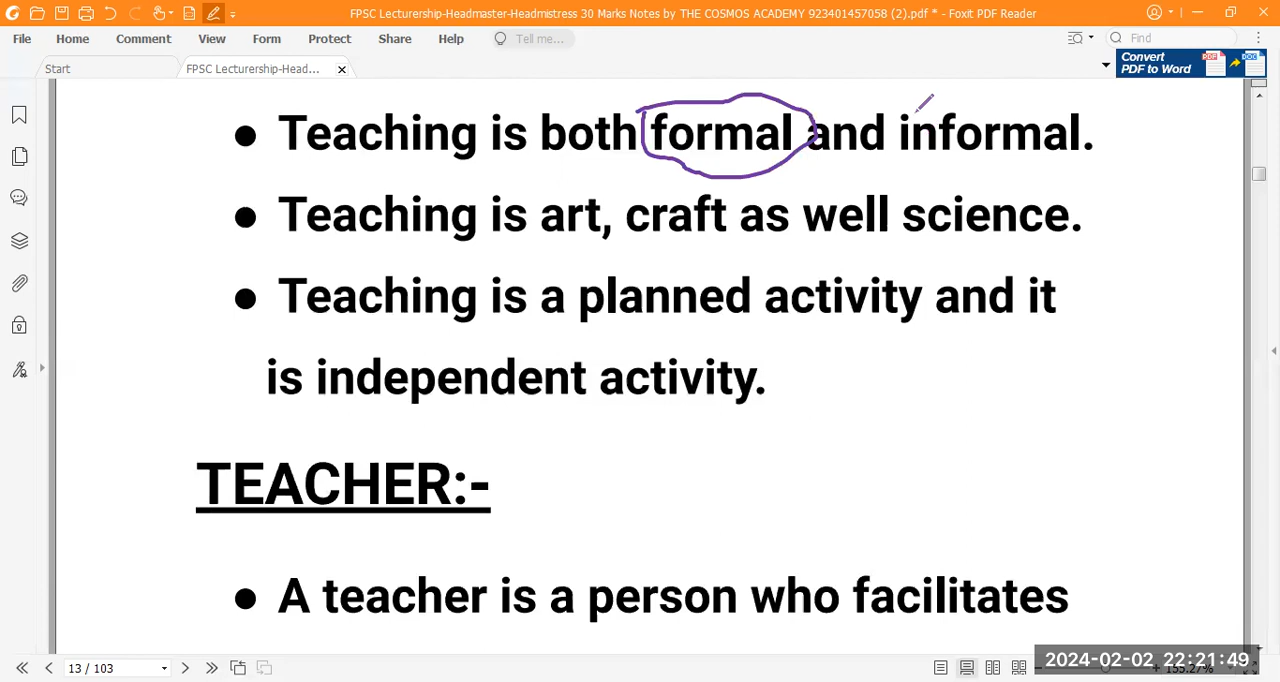 FPSC Lecturership-Headmaster-Headmistress 30 Marks Notes by THE COSMOS ACADEMY 923401457058 (2).pdf * - Foxit PDF Reader
File Home Comment View Form Protect Share Help Tell me... Find
Start FPSC Lecturership-Head... Convert PDF to Word
● Teaching is both formal and informal.
● Teaching is art, craft as well science.
● Teaching is a planned activity and it
is independent activity.
TEACHER:-
● A teacher is a person who facilitates
13 / 103 155.27%
2024-02-02 22:21:49